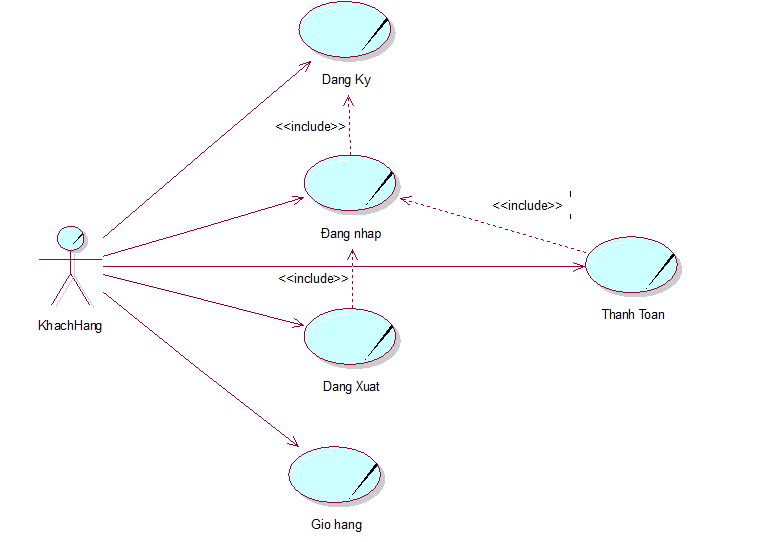 Dang Ky
<<include>>
Đang nhap
<<include>>
<<include>>
KhachHang
Thanh Toan
Dang Xuat
Gio hang